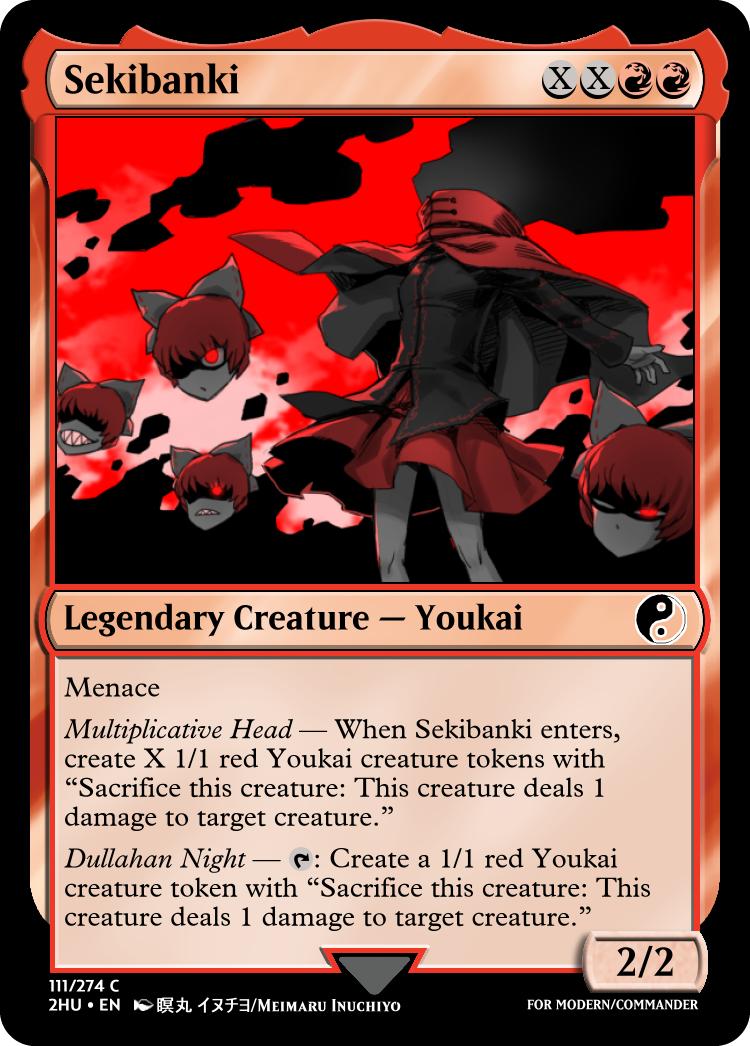 Sekibanki XX
Legendary Creature — Youkai
Menace
Multiplicative Head — When Sekibanki enters,
create X 1/1 red Youkai creature tokens with
“Sacrifice this creature: This creature deals 1
damage to target creature.”
Dullahan Night — : Create a 1/1 red Youkai
creature token with “Sacrifice this creature: This
creature deals 1 damage to target creature.”
2/2
111/274 C
2HU • EN 瞑丸 イヌチヨ/Meimaru Inuchiyo
FOR MODERN/COMMANDER